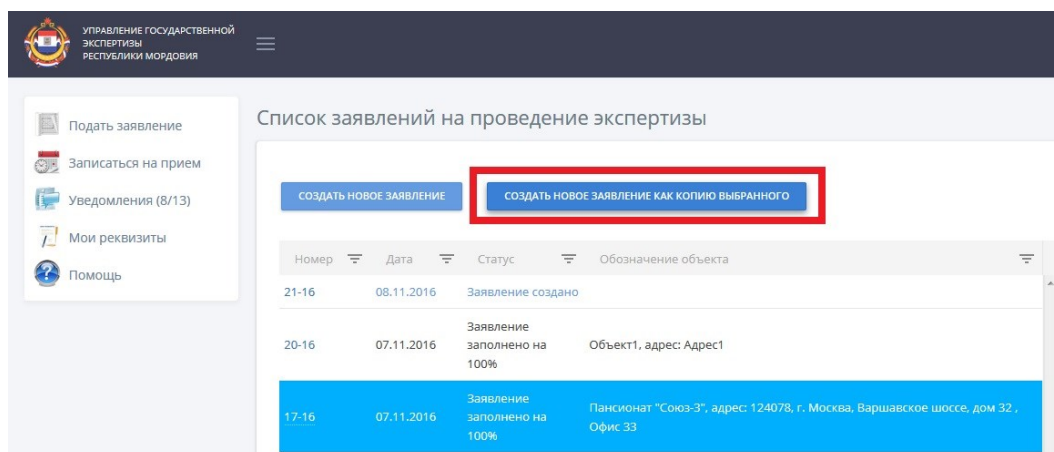 УПРАВЛЕНИЕ ГОСУДАРСТВЕННОЙ
ЭКСПЕРТИЗЫ
РЕСПУБЛИКИ МОРДОВИЯ
Подать заявление
Записаться на прием
Уведомления (8/13)
Мои реквизиты
Помощь
Список заявлений на проведение экспертизы
СОЗДАТЬ НОВОЕ ЗАЯВЛЕНИЕ СОЗДАТЬ НОВОЕ ЗАЯВЛЕНИЕ КАК КОПИЮ ВЫБРАННОГО
Номер Дата Статус Обозначение объекта
21-16 08.11.2016 Заявление создано
Заявление
20-16 07.11.2016 заполнено на Объект1, адрес: Адрес1
100%
Заявление
17-16 07.11.2016 заполнено на Пансионат "Союз-3", адрес: 124078, г. Москва, Варшавское шоссе, дом 32 ,
100% Офис 33